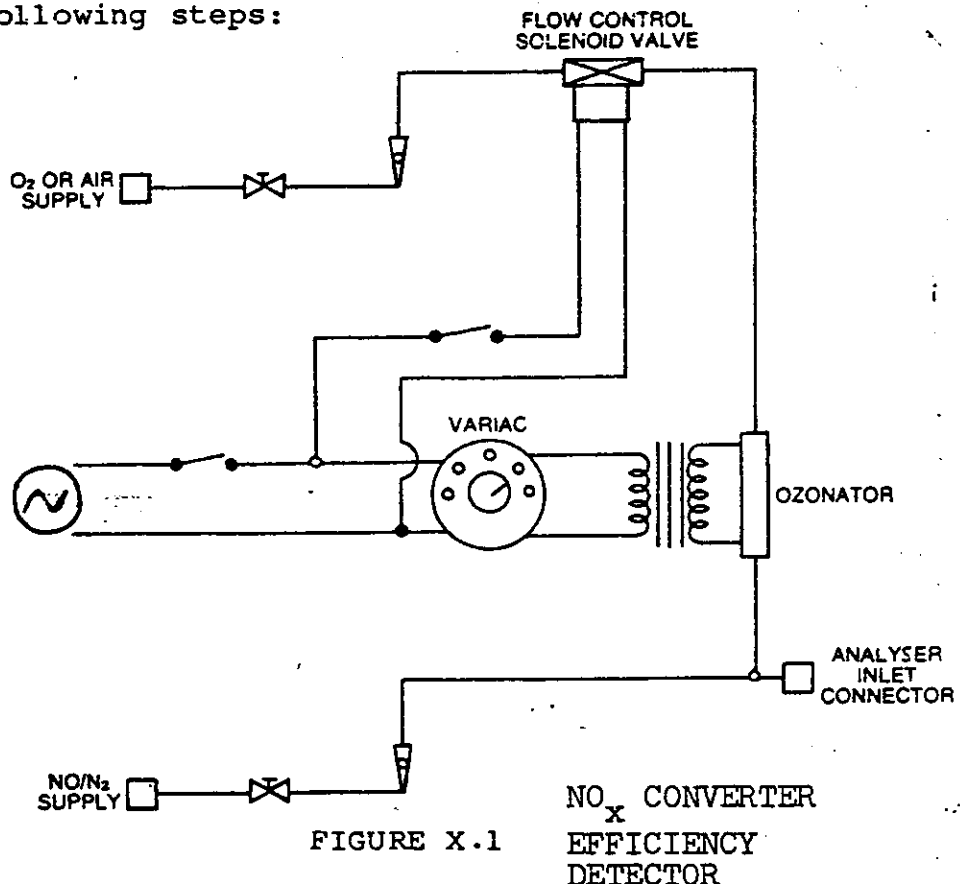 ollowing steps:
FLOW CONTROL
SOLENOID VALVE
O₂ OR AIR
SUPPLY
VARIAC
OZONATOR
ANALYSER
INLET
CONNECTOR
NO/N₂
SUPPLY
FIGURE X.1
NOₓ CONVERTER
EFFICIENCY
DETECTOR